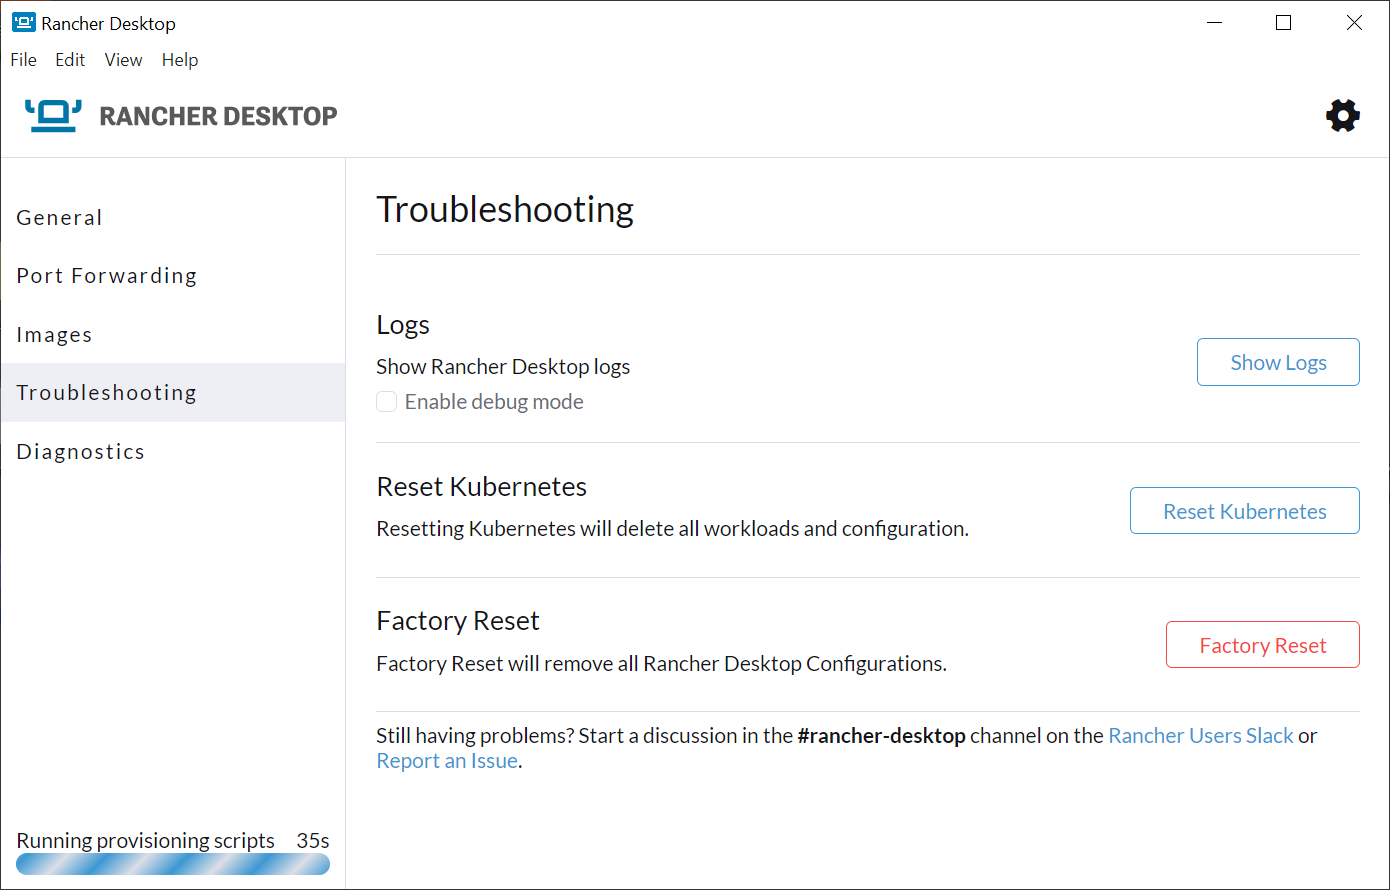 Rancher Desktop
File Edit View Help
RANCHER DESKTOP
General
Port Forwarding
Images
Troubleshooting
Diagnostics
Running provisioning scripts 35s
Troubleshooting
Logs
Show Rancher Desktop logs
Enable debug mode
Show Logs
Reset Kubernetes
Resetting Kubernetes will delete all workloads and configuration.
Reset Kubernetes
Factory Reset
Factory Reset will remove all Rancher Desktop Configurations.
Factory Reset
Still having problems? Start a discussion in the #rancher-desktop channel on the Rancher Users Slack or
Report an Issue.